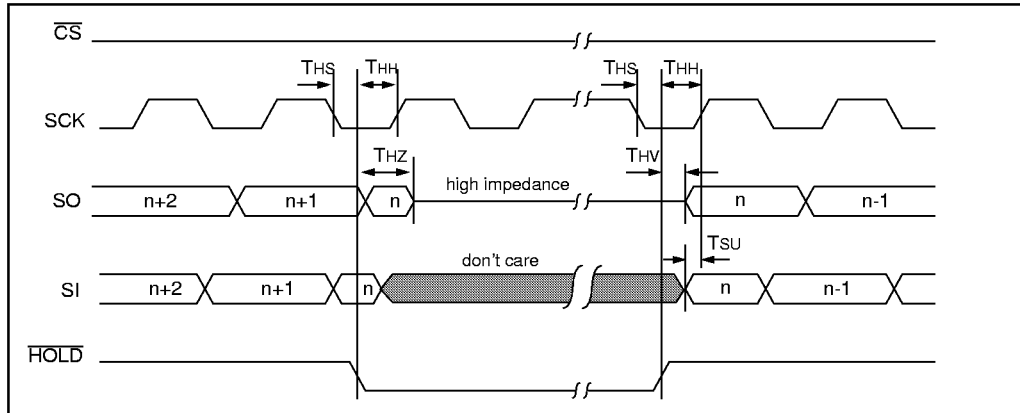 CS
THS THH THS THH
SCK
THZ THV
high impedance
SO n+2 n+1 n n n-1
TSU
don't care
SI n+2 n+1 n n n-1
HOLD